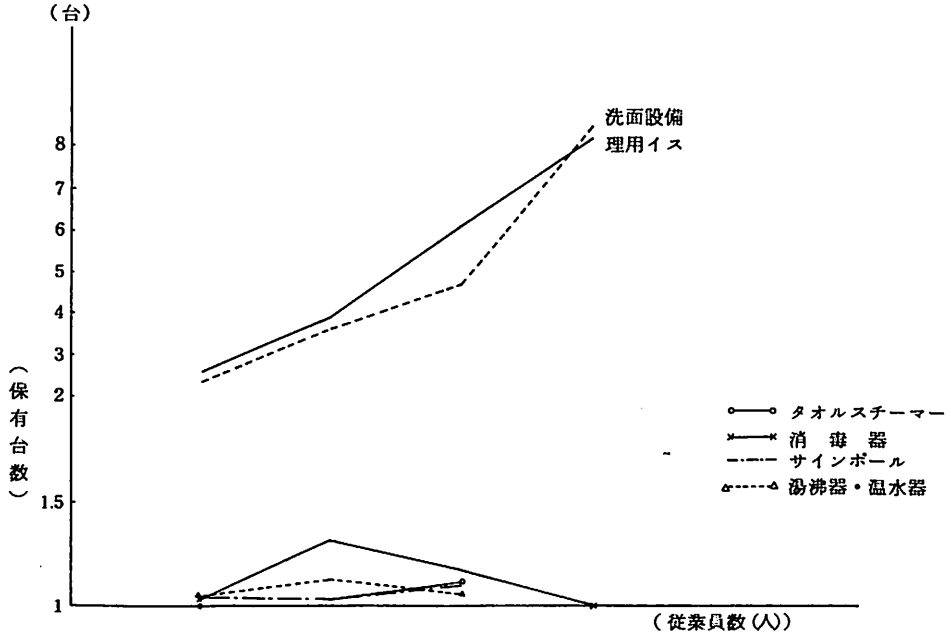 (台)
洗面設備
理用イス
8
7
6
5
4
3
2
1.5
1
(保有台数)
タオルスチーマー
消毒器
サインポール
湯沸器・温水器
(従業員数(人))